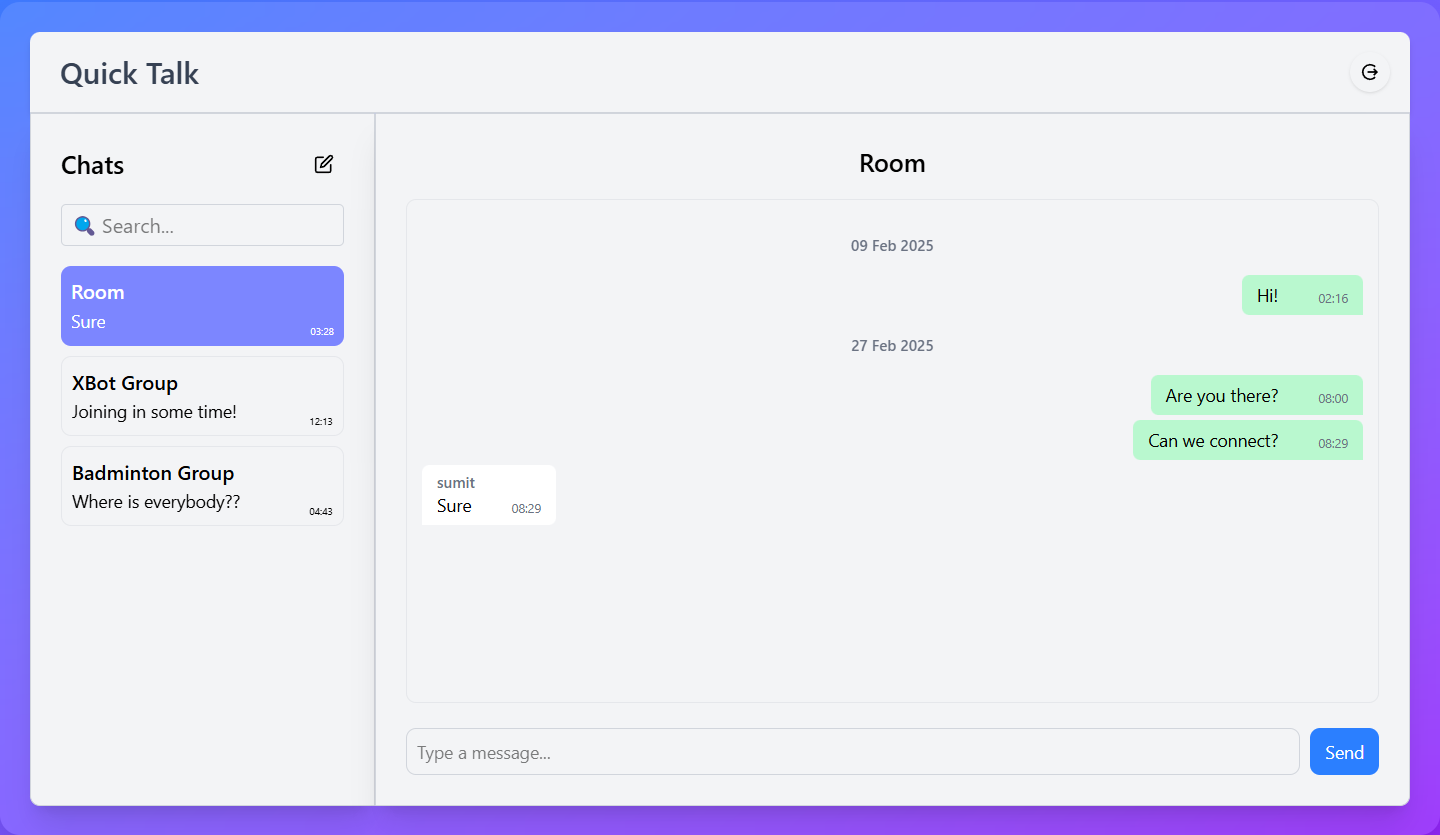 Quick Talk
Chats
🔍 Search...
Room
Sure
03:28
XBot Group
Joining in some time!
12:13
Badminton Group
Where is everybody??
04:43
Room
09 Feb 2025
Hi! 02:16
27 Feb 2025
Are you there? 08:00
Can we connect? 08:29
sumit
Sure 08:29
Type a message...
Send